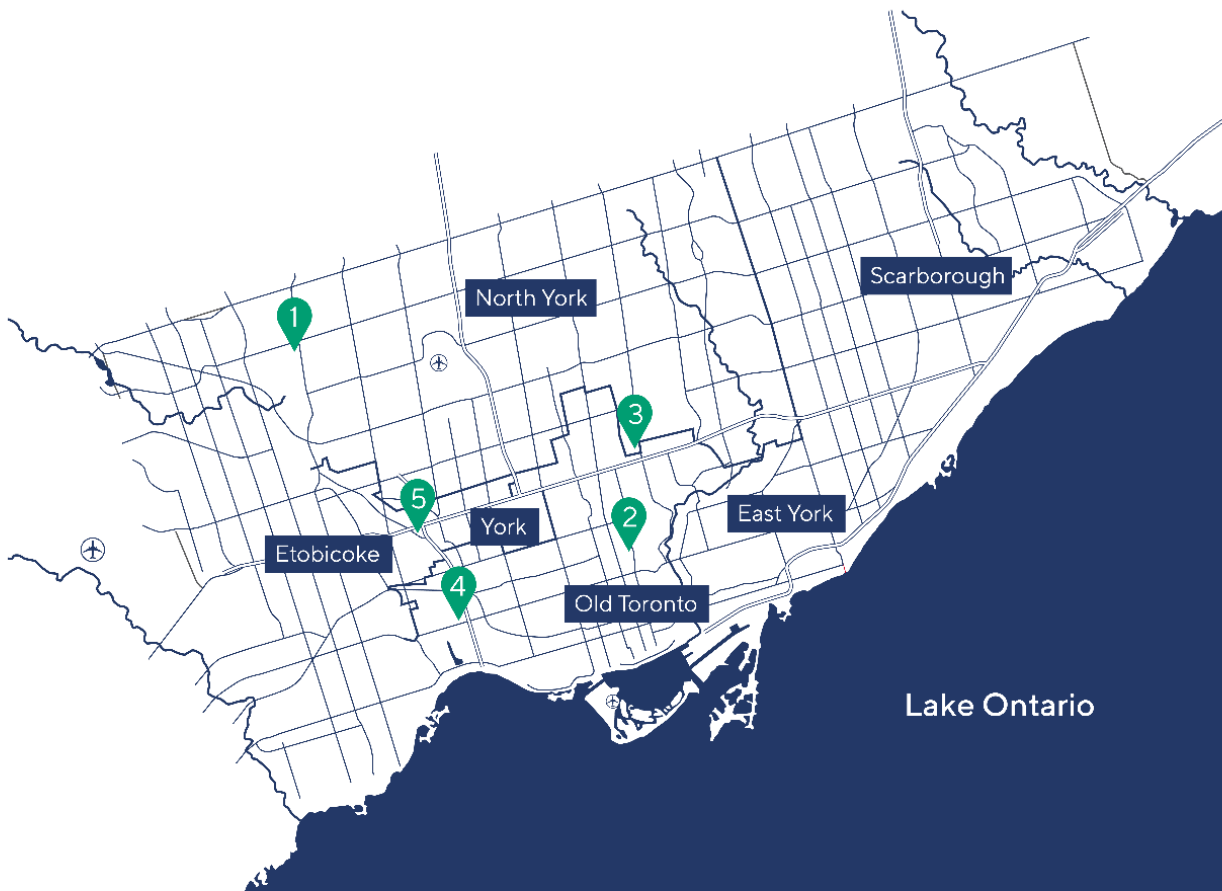 Scarborough
North York
1
3
5
2
York
East York
Etobicoke
4
Old Toronto
Lake Ontario